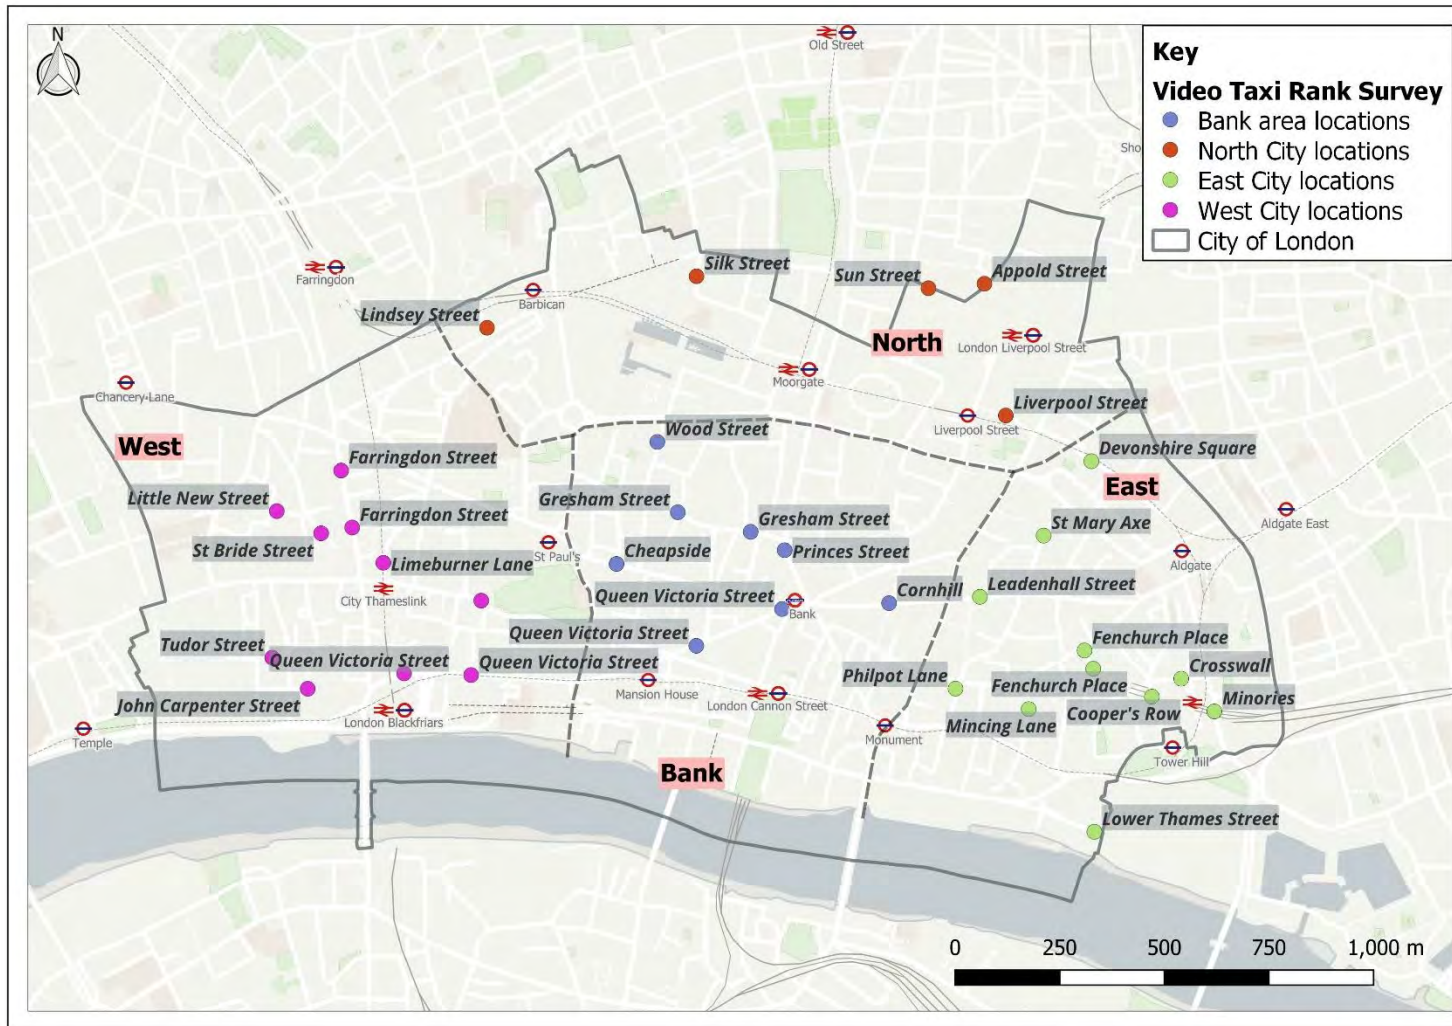 N
Old Street
Key
Video Taxi Rank Survey
Bank area locations
North City locations
East City locations
West City locations
City of London
Sho
Farringdon
Silk Street
Sun Street
Appold Street
Barbican
Lindsey Street
North
London Liverpool Street
Moorgate
Chancery Lane
Liverpool Street
Liverpool Street
West
Wood Street
Devonshire Square
Farringdon Street
East
Little New Street
Gresham Street
Farringdon Street
Gresham Street
St Mary Axe
Aldgate East
St Bride Street
St Paul's
Cheapside
Princes Street
Limeburner Lane
Aldgate
City Thameslink
Queen Victoria Street
Bank
Cornhill
Leadenhall Street
Tudor Street
Queen Victoria Street
Queen Victoria Street
Queen Victoria Street
Fenchurch Place
Crosswall
Philpot Lane
Fenchurch Place
Mansion House
London Cannon Street
John Carpenter Street
London Blackfriars
Minories
Cooper's Row
Mincing Lane
Temple
Monument
Tower Hill
Bank
Lower Thames Street
0 250 500 750 1,000 m